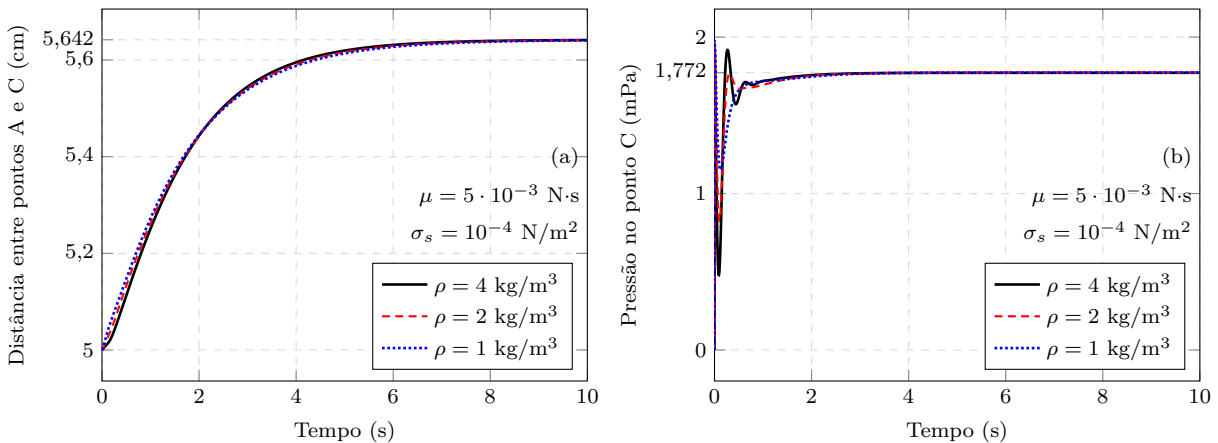 Distância entre pontos A e C (cm)
5,642
5,6
5,4
5,2
5
(a)
μ = 5 · 10⁻³ N·s
σₛ = 10⁻⁴ N/m²
ρ = 4 kg/m³
ρ = 2 kg/m³
ρ = 1 kg/m³
0 2 4 6 8 10
Tempo (s)
Pressão no ponto C (mPa)
2
1,772
1
0
(b)
μ = 5 · 10⁻³ N·s
σₛ = 10⁻⁴ N/m²
ρ = 4 kg/m³
ρ = 2 kg/m³
ρ = 1 kg/m³
0 2 4 6 8 10
Tempo (s)